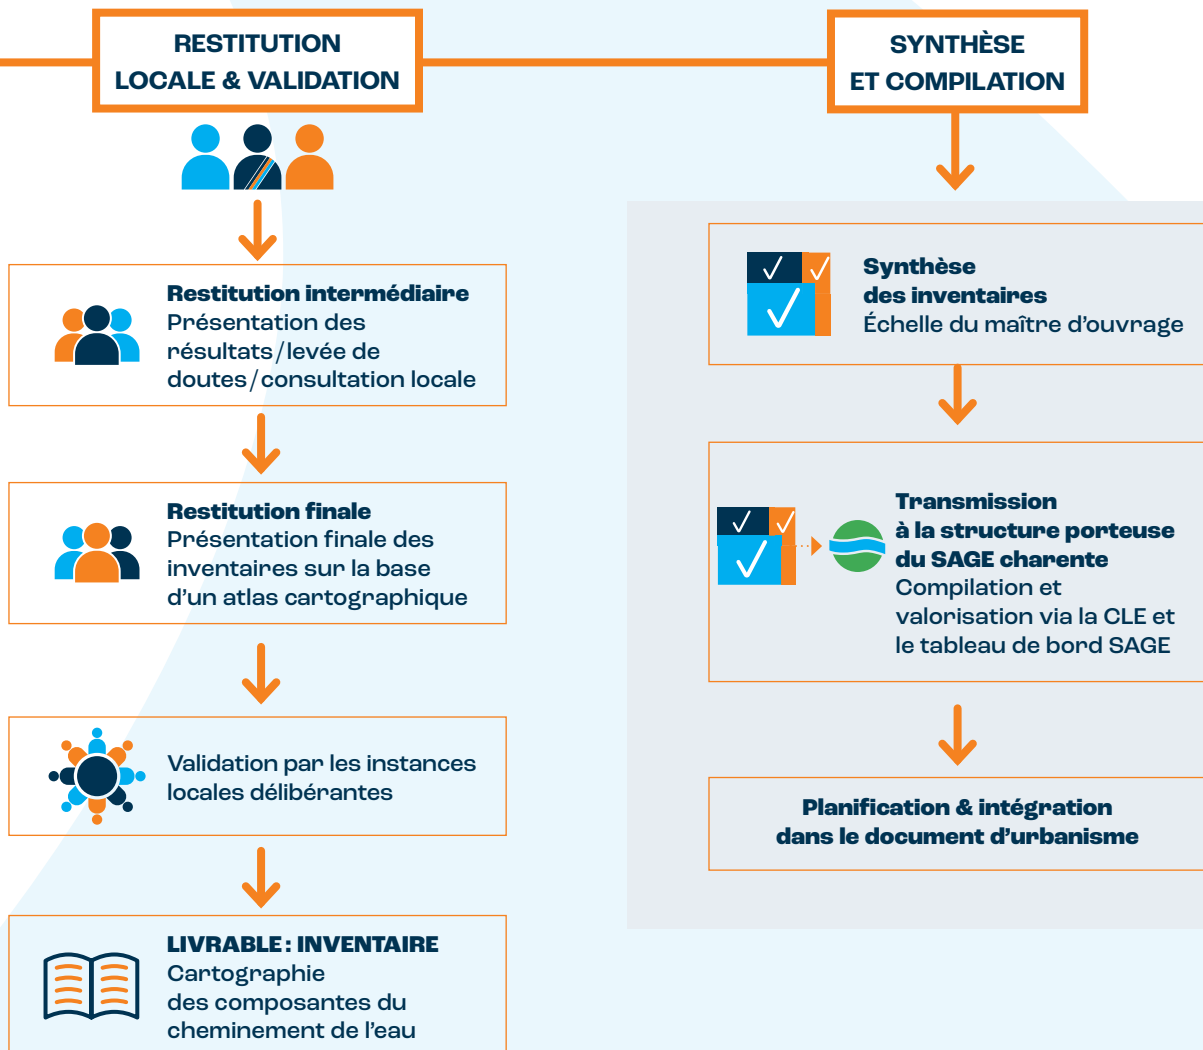 RESTITUTION
LOCALE & VALIDATION
Restitution intermédiaire
Présentation des
résultats/levée de
doutes/consultation locale
Restitution finale
Présentation finale des
inventaires sur la base
d'un atlas cartographique
Validation par les instances
locales délibérantes
LIVRABLE : INVENTAIRE
Cartographie
des composantes du
cheminement de l'eau
SYNTHÈSE
ET COMPILATION
Synthèse
des inventaires
Échelle du maître d'ouvrage
Transmission
à la structure porteuse
du SAGE charente
Compilation et
valorisation via la CLE et
le tableau de bord SAGE
Planification & intégration
dans le document d'urbanisme